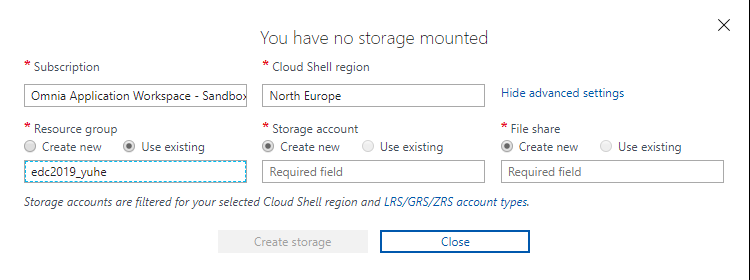 You have no storage mounted
* Subscription
* Cloud Shell region
Omnia Application Workspace - Sandbox
North Europe
Hide advanced settings
* Resource group
* Storage account
* File share
Create new Use existing
Create new Use existing
Create new Use existing
edc2019_yuhe
Required field
Required field
Storage accounts are filtered for your selected Cloud Shell region and LRS/GRS/ZRS account types.
Create storage
Close